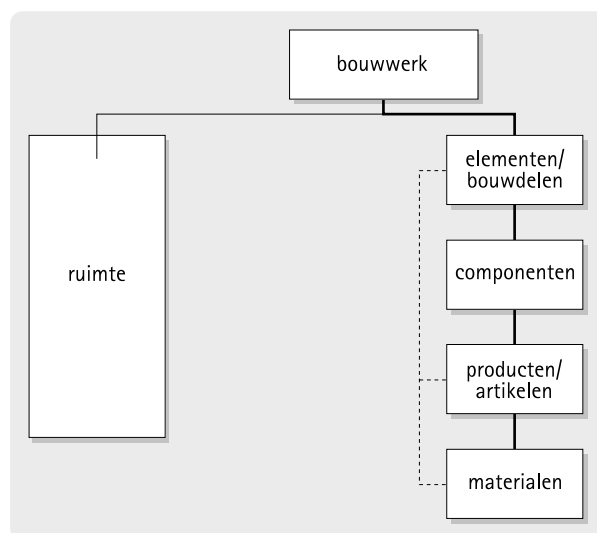 bouwwerk
elementen/
bouwdelen
ruimte
componenten
producten/
artikelen
materialen